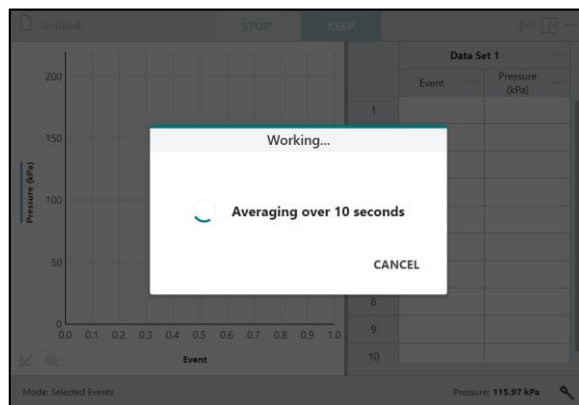 Untitled
STOP
KEEP
Data Set 1
Event
Pressure
(kPa)
1
200
150
100
50
0
Pressure (kPa)
Working...
Averaging over 10 seconds
CANCEL
8
9
10
0.0 0.1 0.2 0.3 0.4 0.5 0.6 0.7 0.8 0.9 1.0
Event
Mode: Selected Events
Pressure: 115.97 kPa